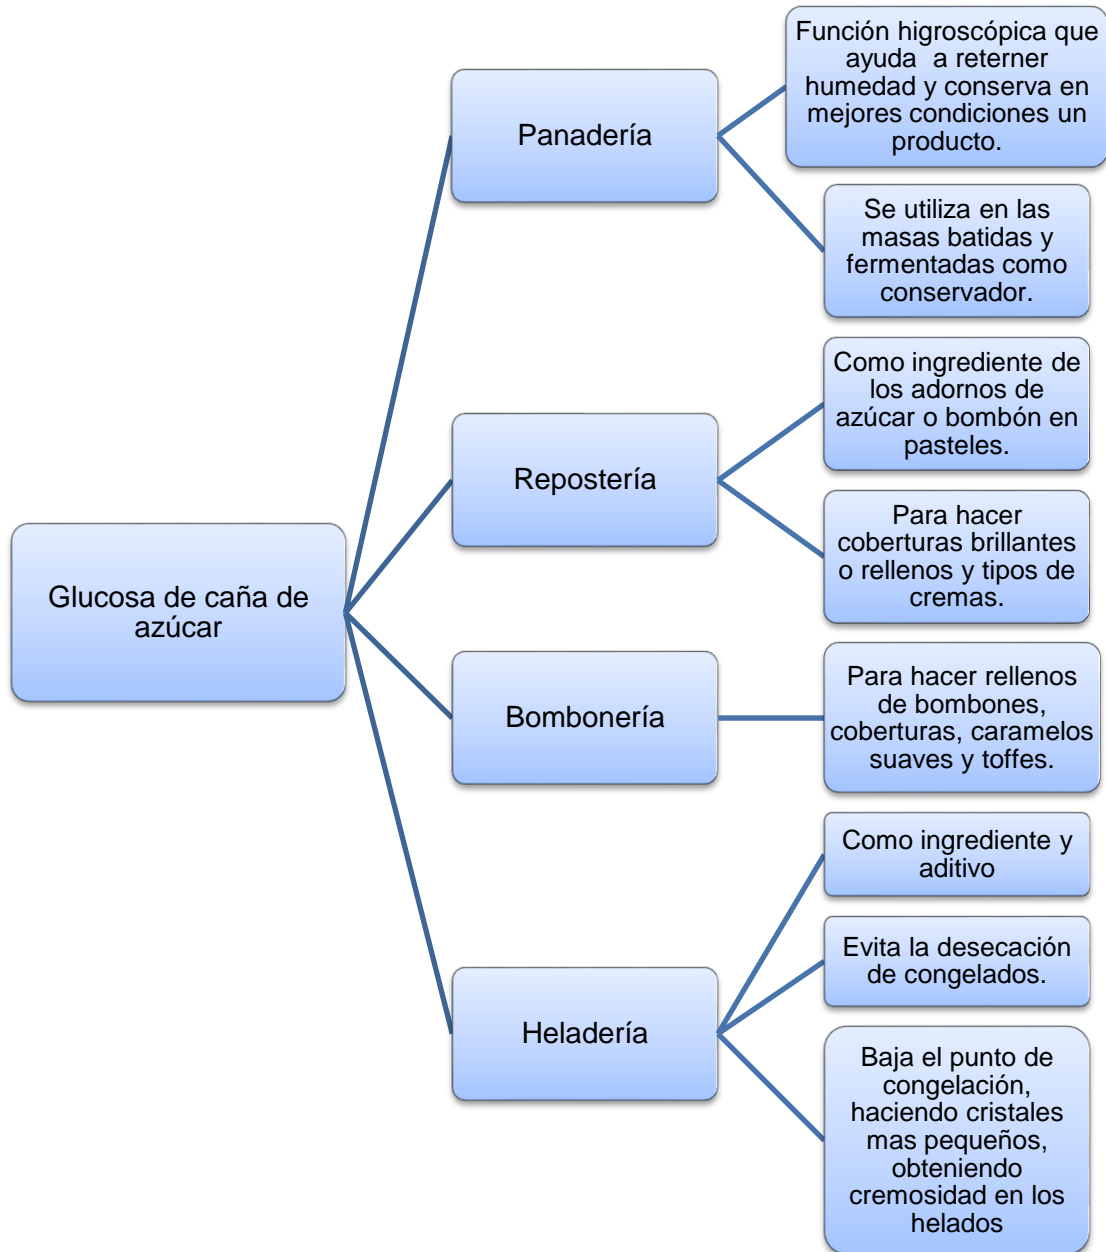 Función higroscópica que
ayuda a reterner
humedad y conserva en
mejores condiciones un
producto.
Panadería
Se utiliza en las
masas batidas y
fermentadas como
conservador.
Como ingrediente de
los adornos de
azúcar o bombón en
pasteles.
Repostería
Para hacer
coberturas brillantes
o rellenos y tipos de
cremas.
Glucosa de caña de
azúcar
Para hacer rellenos
de bombones,
coberturas, caramelos
suaves y toffes.
Bombonería
Como ingrediente y
aditivo
Evita la desecación
de congelados.
Heladería
Baja el punto de
congelación,
haciendo cristales
mas pequeños,
obteniendo
cremosidad en los
helados